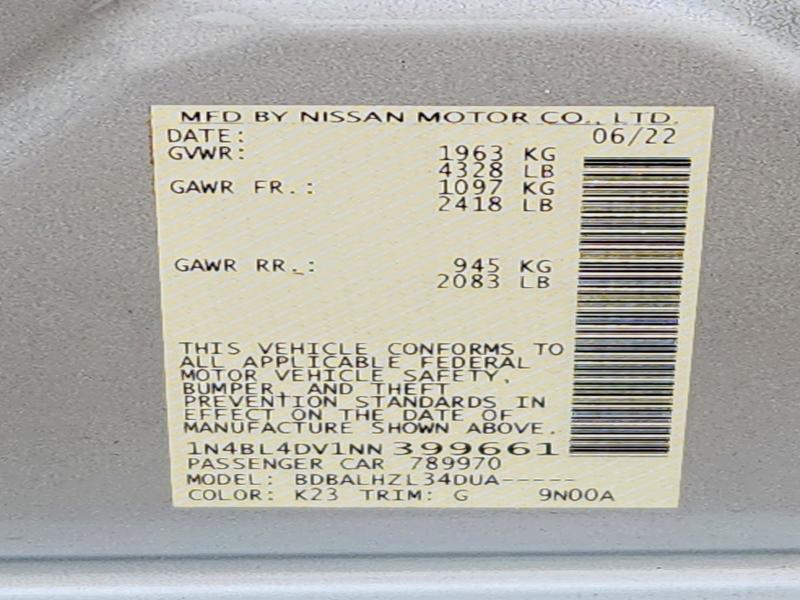 MFD BY NISSAN MOTOR CO., LTD.
DATE: 06/22
GVWR: 1963 KG
4328 LB
GAWR FR.: 1097 KG
2418 LB
GAWR RR.: 945 KG
2083 LB
THIS VEHICLE CONFORMS TO
ALL APPLICABLE FEDERAL
MOTOR VEHICLE SAFETY,
BUMPER, AND THEFT
PREVENTION STANDARDS IN
EFFECT ON THE DATE OF
MANUFACTURE SHOWN ABOVE.
1N4BL4DV1NN399661
PASSENGER CAR 789970
MODEL: BDBALHZL34DUA-----
COLOR: K23 TRIM: G 9N00A